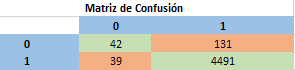 Matriz de Confusión
0 1
0 42 131
1 39 4491